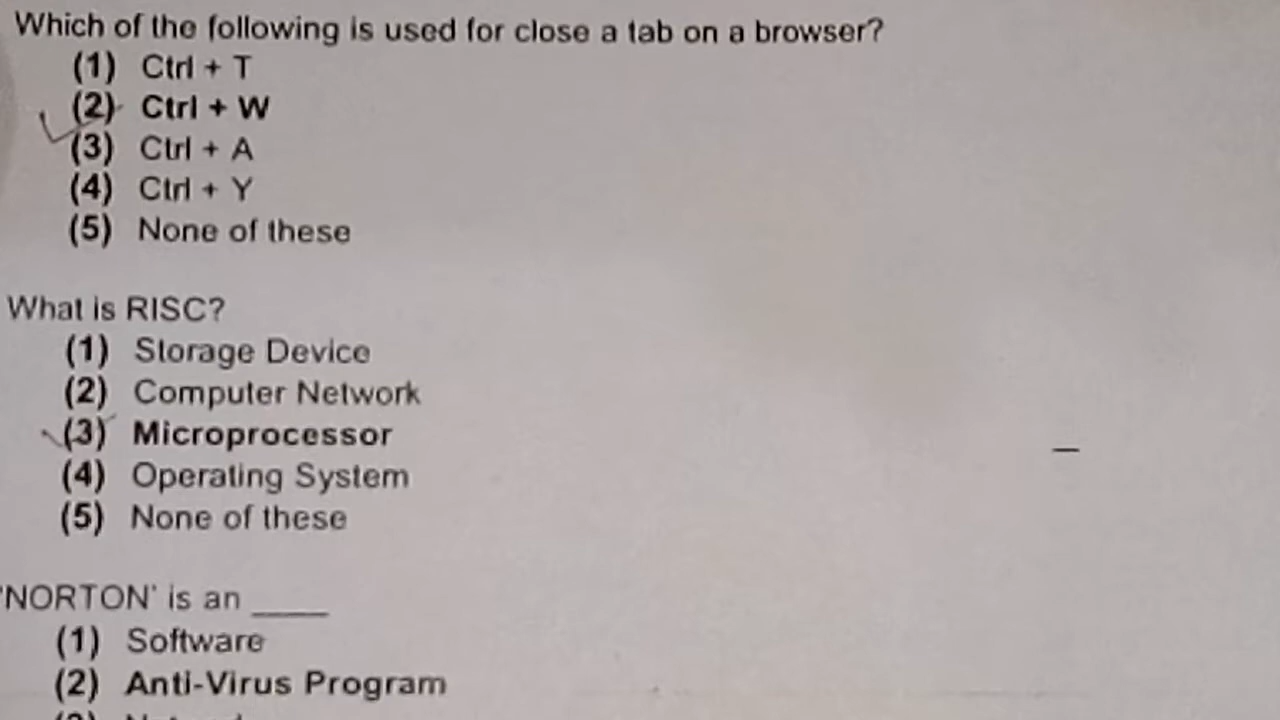 Which of the following is used for close a tab on a browser?
(1) Ctrl + T
(2) Ctrl + W
(3) Ctrl + A
(4) Ctrl + Y
(5) None of these
What is RISC?
(1) Storage Device
(2) Computer Network
(3) Microprocessor
(4) Operating System
(5) None of these
'NORTON' is an ____
(1) Software
(2) Anti-Virus Program